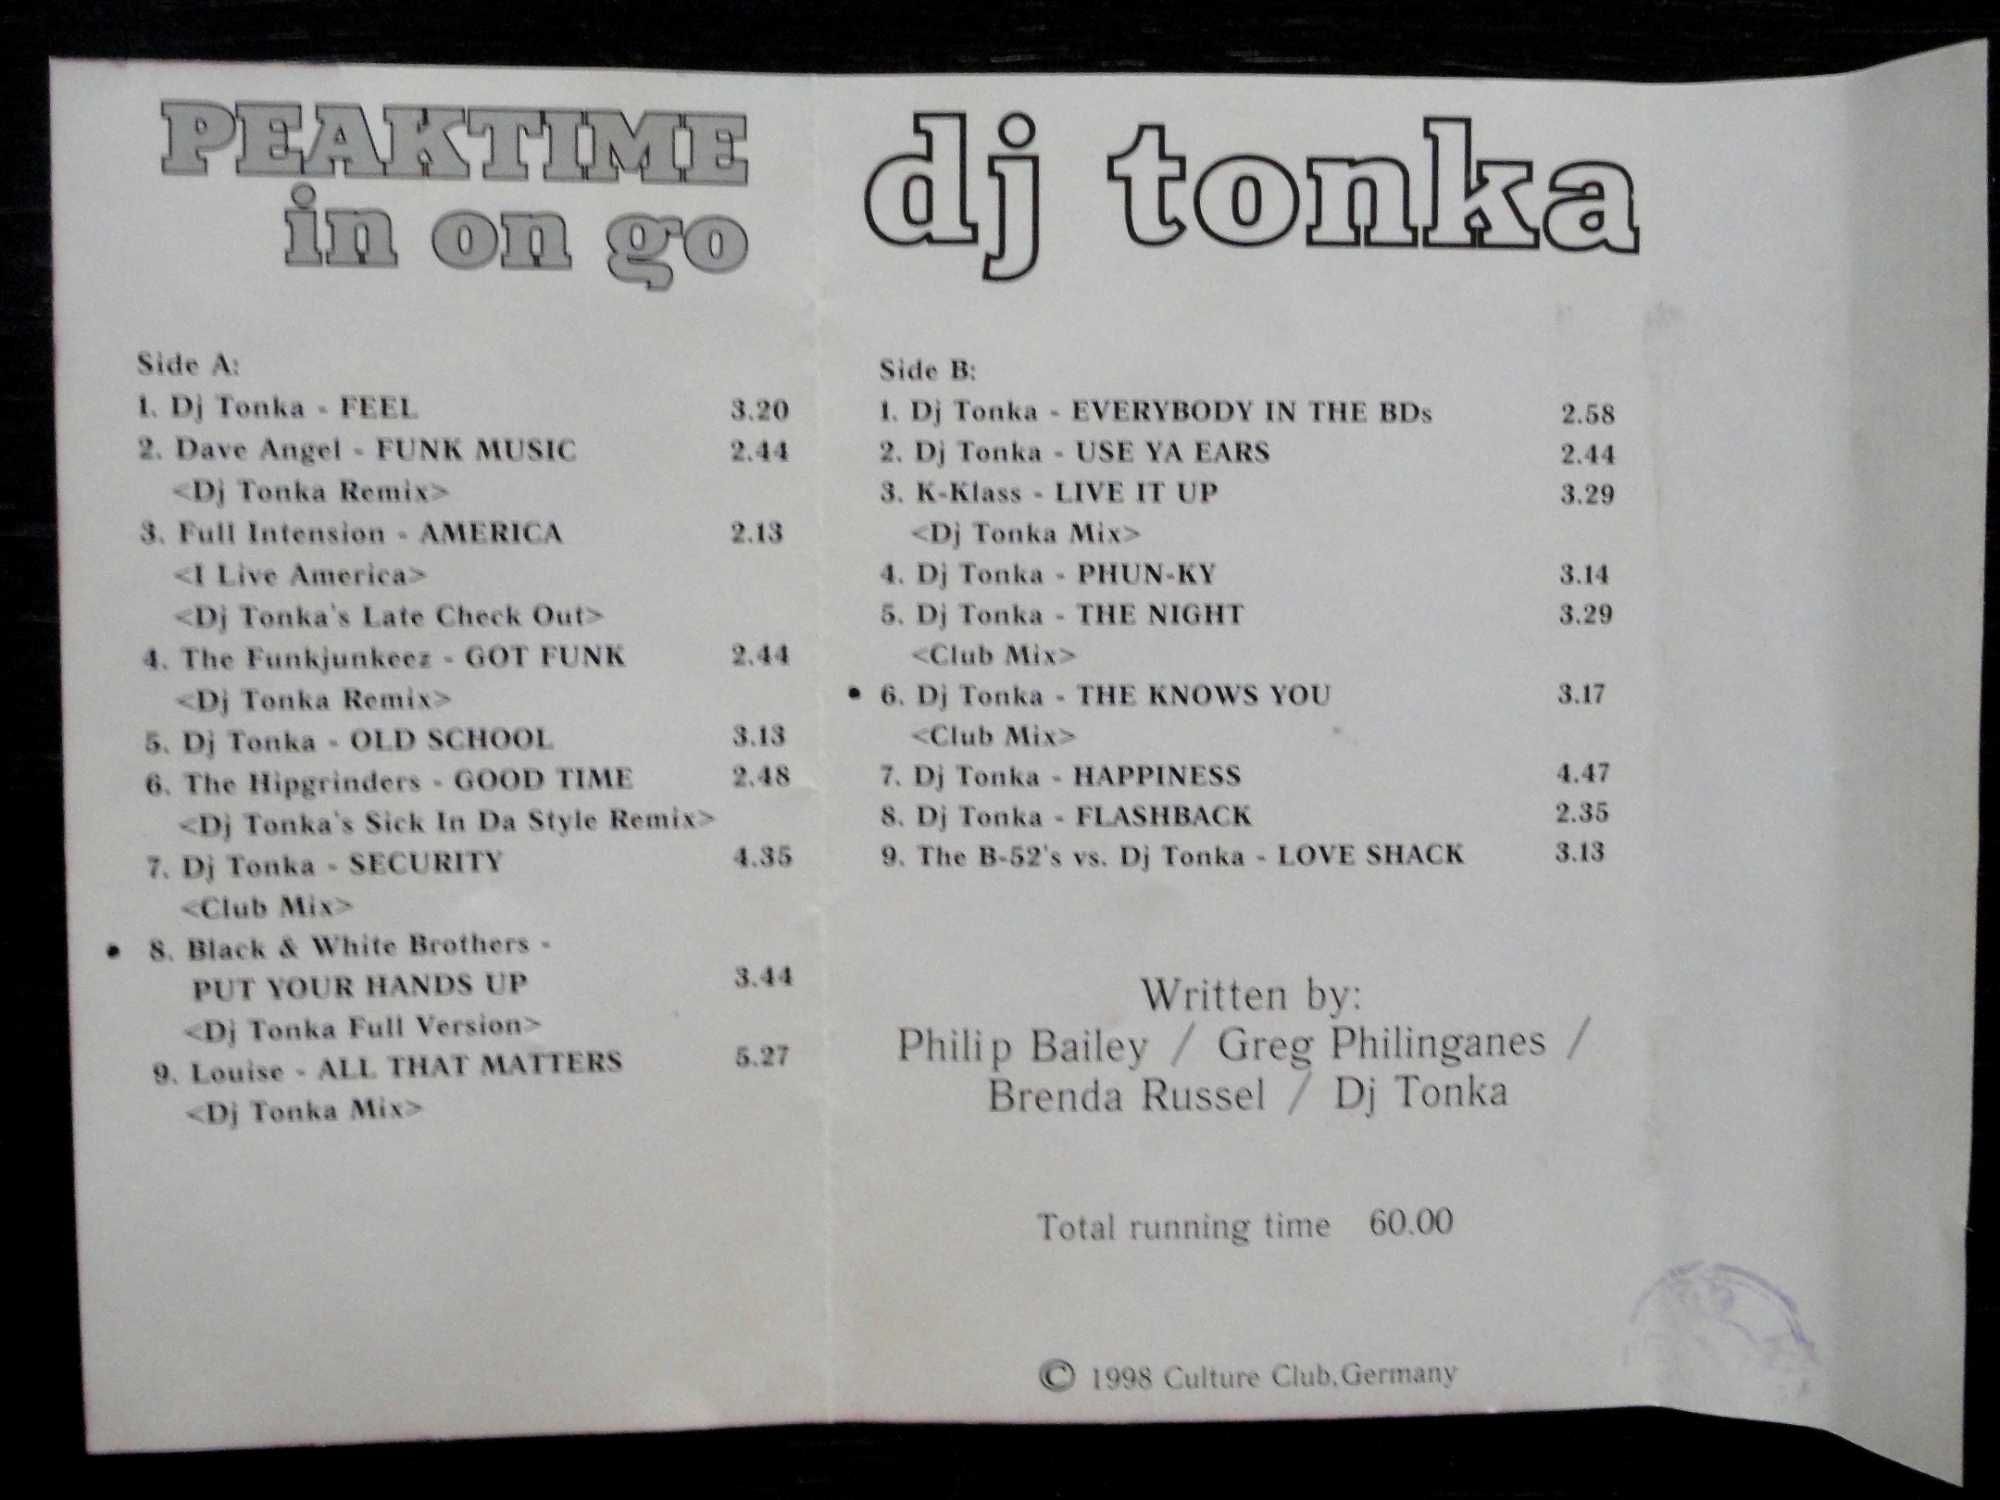 PEAKTIME
in on go
Side A:
1. Dj Tonka - FEEL 3.20
2. Dave Angel - FUNK MUSIC 2.44
<Dj Tonka Remix>
3. Full Intension - AMERICA 2.13
<I Live America>
<Dj Tonka's Late Check Out>
4. The Funkjunkeez - GOT FUNK 2.44
<Dj Tonka Remix>
5. Dj Tonka - OLD SCHOOL 3.13
6. The Hipgrinders - GOOD TIME 2.48
<Dj Tonka's Sick In Da Style Remix>
7. Dj Tonka - SECURITY 4.35
<Club Mix>
• 8. Black & White Brothers -
PUT YOUR HANDS UP 3.44
<Dj Tonka Full Version>
9. Louise - ALL THAT MATTERS 5.27
<Dj Tonka Mix>
dj tonka
Side B:
1. Dj Tonka - EVERYBODY IN THE BDs 2.58
2. Dj Tonka - USE YA EARS 2.44
3. K-Klass - LIVE IT UP 3.29
<Dj Tonka Mix>
4. Dj Tonka - PHUN-KY 3.14
5. Dj Tonka - THE NIGHT 3.29
<Club Mix>
• 6. Dj Tonka - THE KNOWS YOU 3.17
<Club Mix>
7. Dj Tonka - HAPPINESS 4.47
8. Dj Tonka - FLASHBACK 2.35
9. The B-52's vs. Dj Tonka - LOVE SHACK 3.13
Written by:
Philip Bailey / Greg Philinganes /
Brenda Russel / Dj Tonka
Total running time 60.00
© 1998 Culture Club,Germany